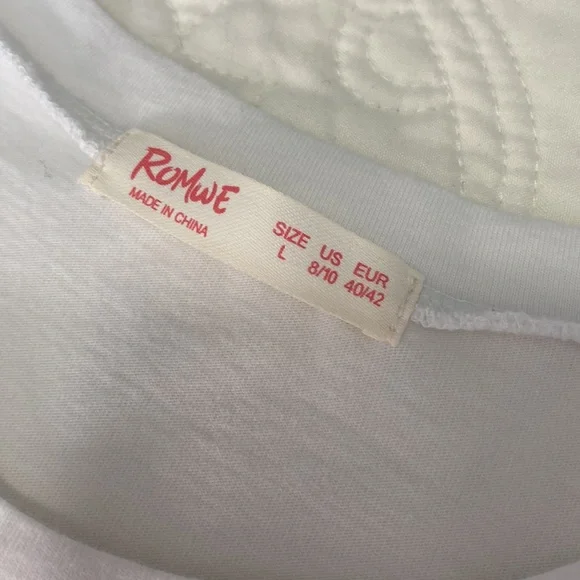 ROMWE
MADE IN CHINA
SIZE US EUR
L 8/10 40/42